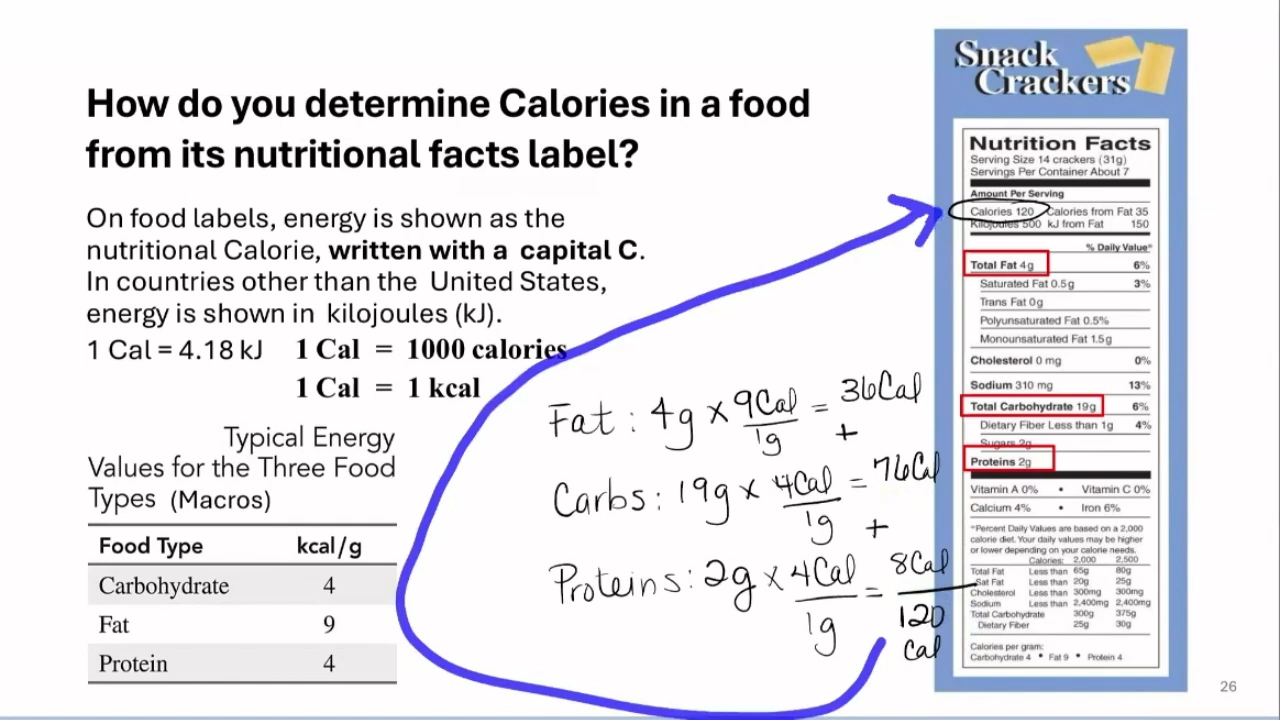 How do you determine Calories in a food
from its nutritional facts label?
On food labels, energy is shown as the
nutritional Calorie, written with a capital C.
In countries other than the United States,
energy is shown in kilojoules (kJ).
1 Cal = 4.18 kJ 1 Cal = 1000 calories
1 Cal = 1 kcal
Typical Energy
Values for the Three Food
Types (Macros)
Food Type kcal/g
Carbohydrate 4
Fat 9
Protein 4
Fat : 4g x 9Cal/1g = 36Cal
+
Carbs: 19g x 4Cal/1g = 76Cal
+
Proteins: 2g x 4Cal/1g = 8Cal
120
Cal
Snack
Crackers
Nutrition Facts
Serving Size 14 crackers (31g)
Servings Per Container About 7
Amount Per Serving
Calories 120 Calories from Fat 35
Kilojoules 500 kJ from Fat 150
% Daily Value*
Total Fat 4g 6%
Saturated Fat 0.5g 3%
Trans Fat 0g
Polyunsaturated Fat 0.5%
Monounsaturated Fat 1.5g
Cholesterol 0 mg 0%
Sodium 310 mg 13%
Total Carbohydrate 19g 6%
Dietary Fiber Less than 1g 4%
Sugars 2g
Proteins 2g
Vitamin A 0% • Vitamin C 0%
Calcium 4% • Iron 6%
*Percent Daily Values are based on a 2,000
calorie diet. Your daily values may be higher
or lower depending on your calorie needs.
Calories: 2,000 2,500
Total Fat Less than 65g 80g
Sat Fat Less than 20g 25g
Cholesterol Less than 300mg 300mg
Sodium Less than 2,400mg 2,400mg
Total Carbohydrate 300g 375g
Dietary Fiber 25g 30g
Calories per gram:
Carbohydrate 4 • Fat 9 • Protein 4
26